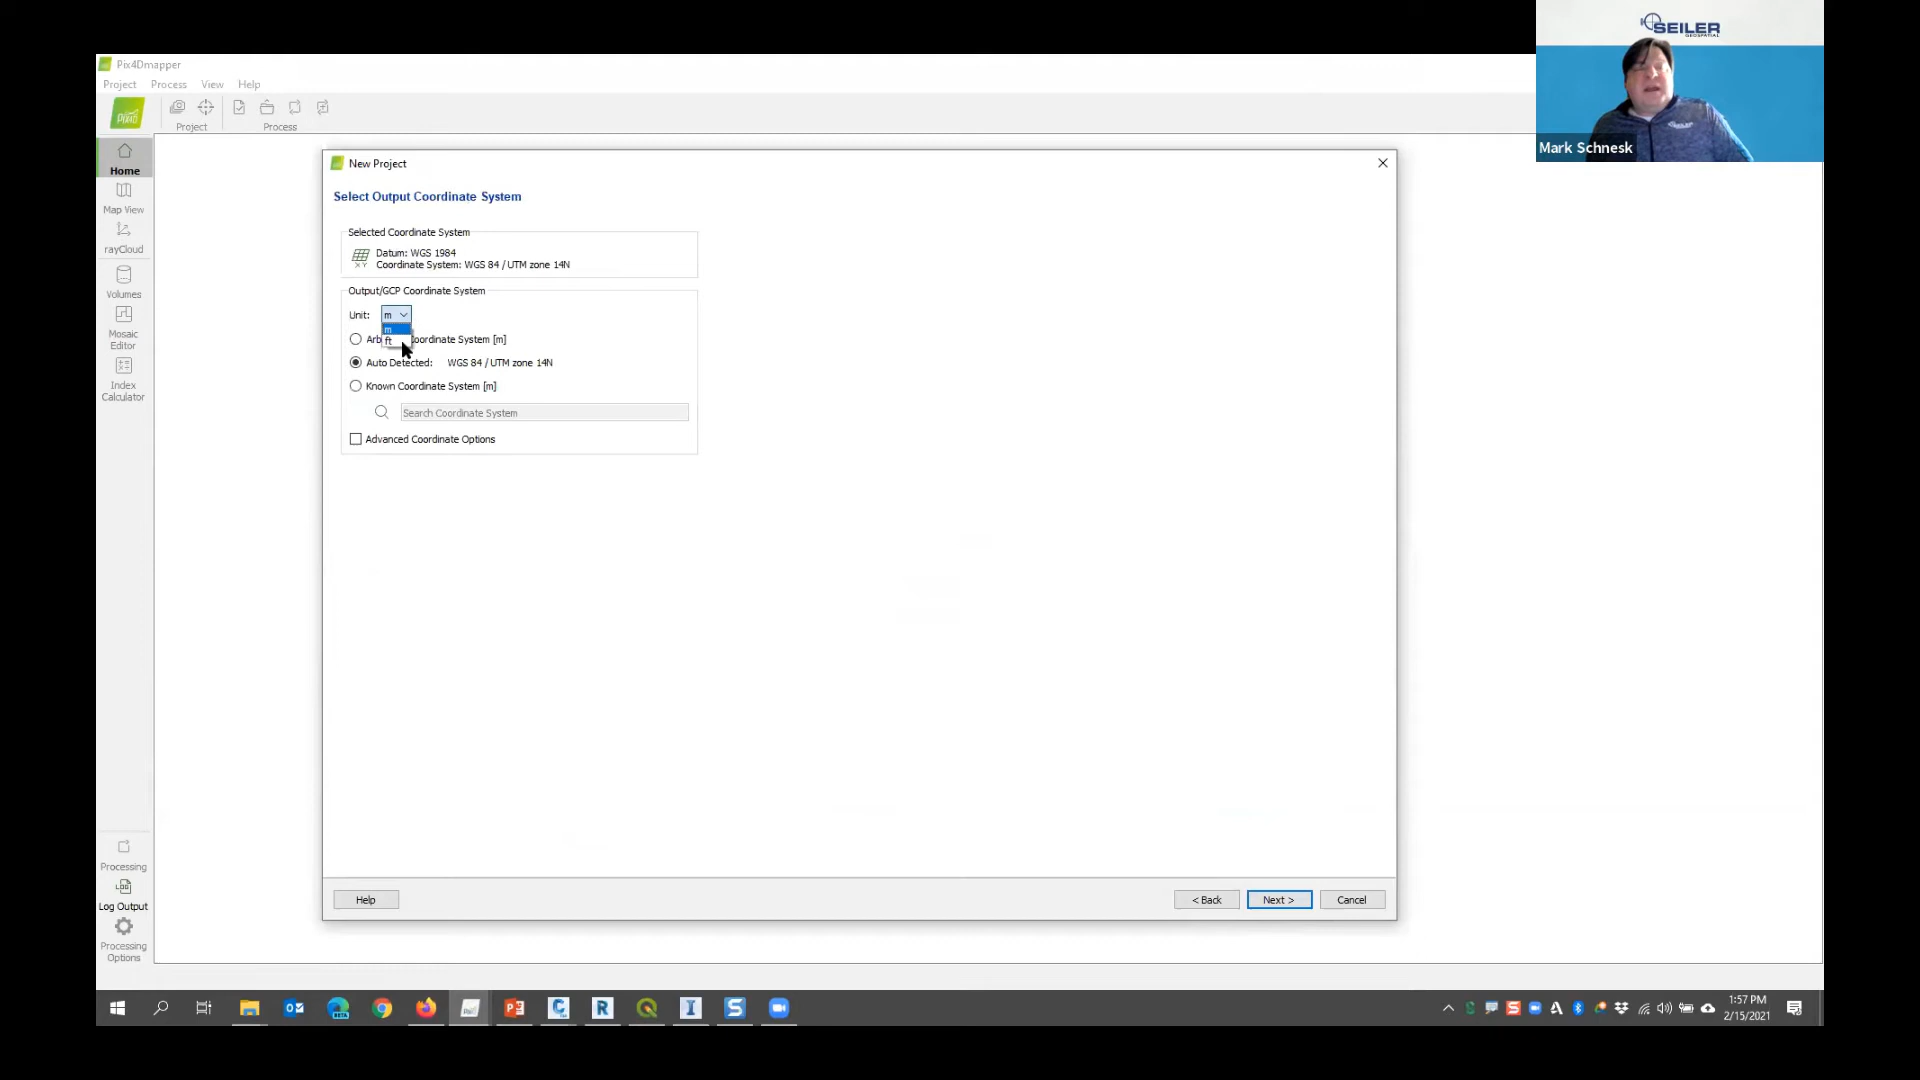 SEILER
GEOSPATIAL
Mark Schnesk
Pix4Dmapper
Project Process View Help
Project
Process
Home
Map View
rayCloud
Volumes
Mosaic
Editor
Index
Calculator
Processing
Log Output
Processing
Options
New Project
Select Output Coordinate System
Selected Coordinate System
Datum: WGS 1984
Coordinate System: WGS 84 / UTM zone 14N
Output/GCP Coordinate System
Unit: m
m
ft
Arb Coordinate System [m]
Auto Detected: WGS 84 / UTM zone 14N
Known Coordinate System [m]
Search Coordinate System
Advanced Coordinate Options
Help
< Back
Next >
Cancel
1:57 PM
2/15/2021